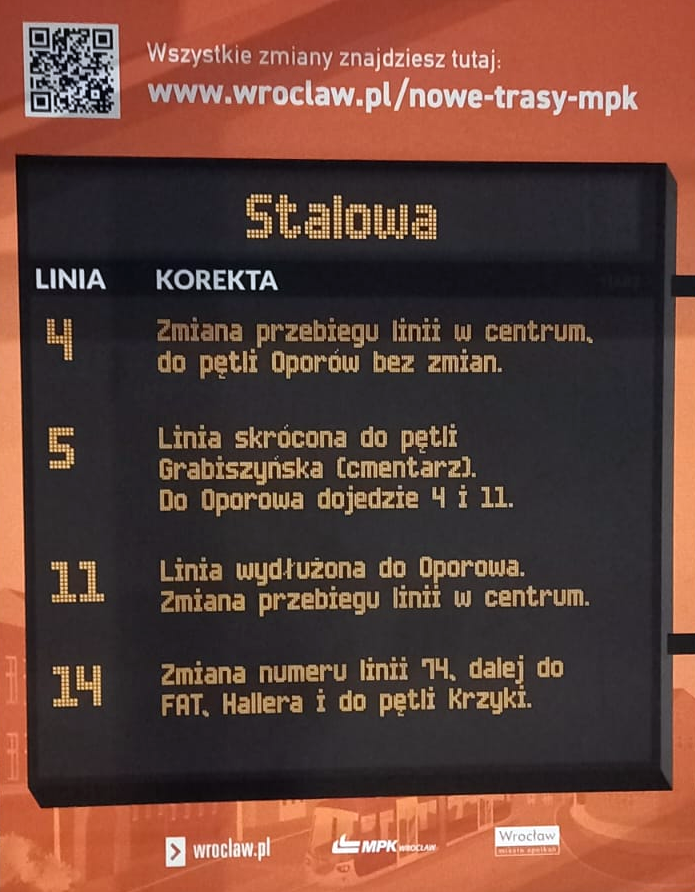 Wszystkie zmiany znajdziesz tutaj:
www.wroclaw.pl/nowe-trasy-mpk
Stalowa
LINIA KOREKTA
4 Zmiana przebiegu linii w centrum,
do pętli Oporów bez zmian.
5 Linia skrócona do pętli
Grabiszyńska (cmentarz).
Do Oporowa dojedzie 4 i 11.
11 Linia wydłużona do Oporowa.
Zmiana przebiegu linii w centrum.
14 Zmiana numeru linii 74, dalej do
FAT, Hallera i do pętli Krzyki.
wroclaw.pl
MPK WROCŁAW
Wrocław
miasto spotkań